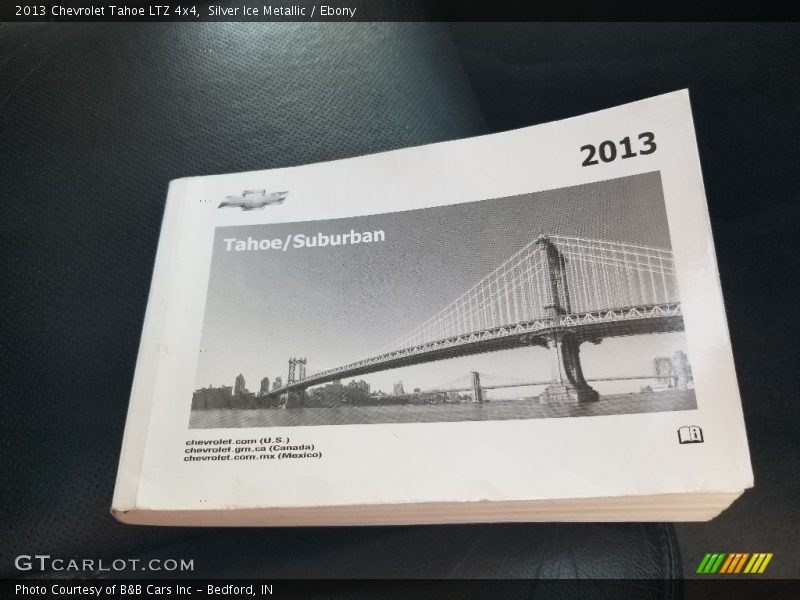 2013 Chevrolet Tahoe LTZ 4x4, Silver Ice Metallic / Ebony
2013
Tahoe/Suburban
chevrolet.com (U.S.)
chevrolet.gm.ca (Canada)
chevrolet.com.mx (Mexico)
GTCARLOT.COM
Photo Courtesy of B&B Cars Inc - Bedford, IN